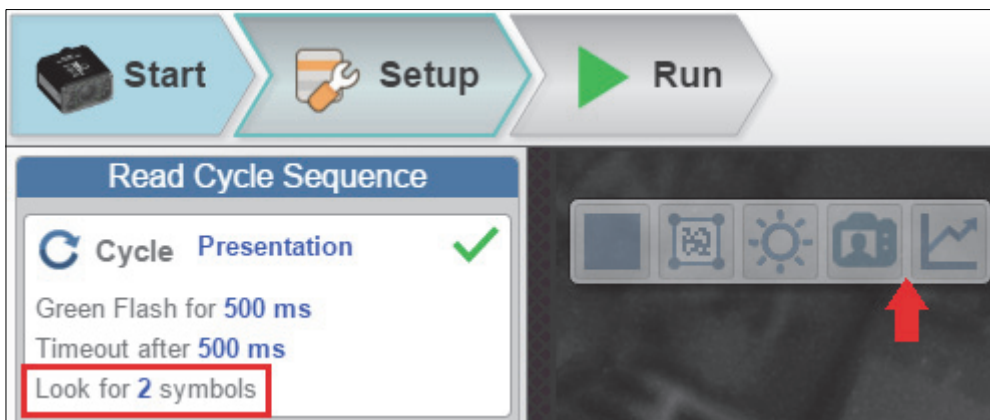 Start
Setup
Run
Read Cycle Sequence
Cycle Presentation
Green Flash for 500 ms
Timeout after 500 ms
Look for 2 symbols